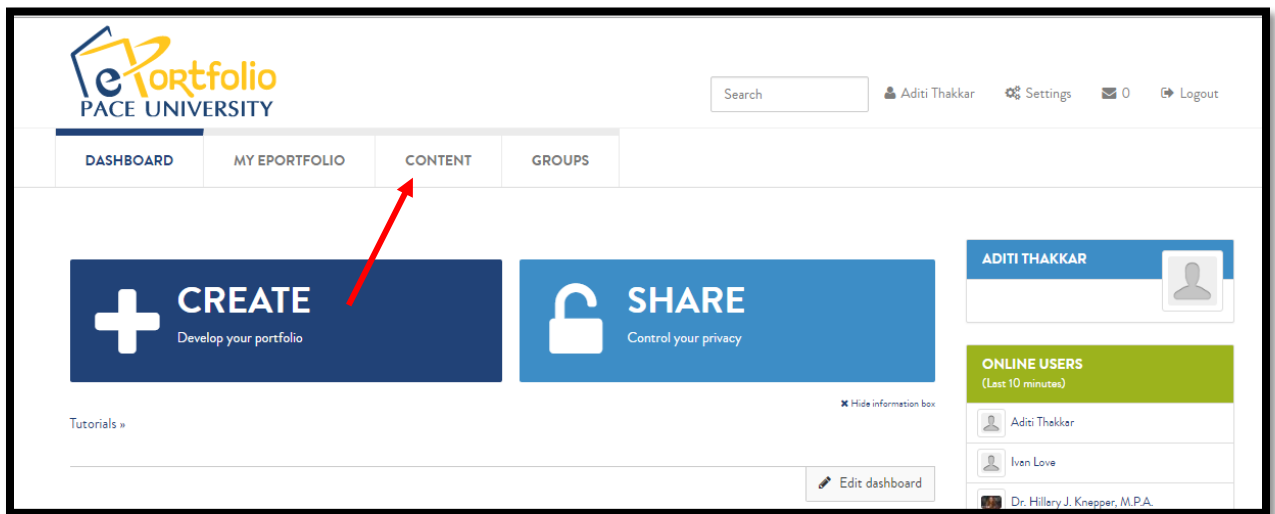 ePortfolio
PACE UNIVERSITY
Search
Aditi Thakkar
Settings
0
Logout
DASHBOARD
MY EPORTFOLIO
CONTENT
GROUPS
CREATE
Develop your portfolio
SHARE
Control your privacy
Hide information box
Tutorials »
Edit dashboard
ADITI THAKKAR
ONLINE USERS
(Last 10 minutes)
Aditi Thakkar
Ivan Love
Dr. Hillary J. Knepper, M.P.A.